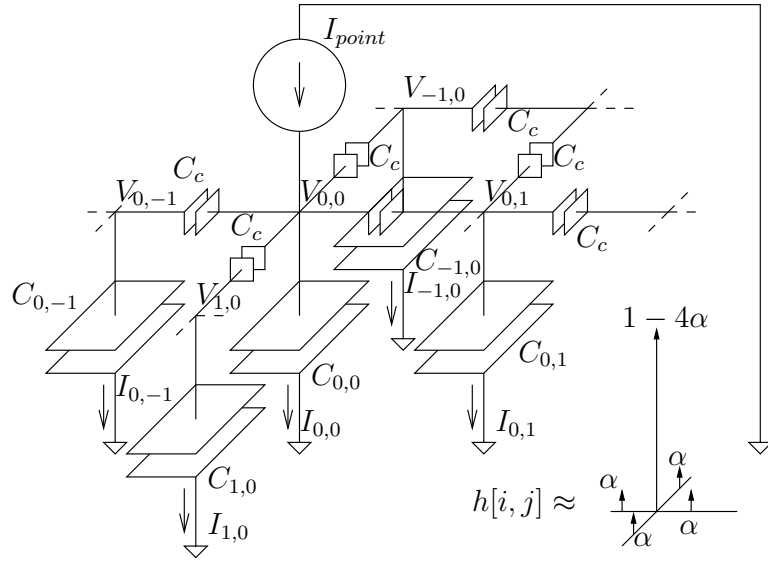 I_{point}
V_{-1,0}
C_c
C_c
C_c
C_c
V_{0,-1}
V_{0,0}
V_{0,1}
C_c
C_c
C_{-1,0}
I_{-1,0}
C_{0,-1}
V_{1,0}
1 − 4α
C_{0,0}
C_{0,1}
I_{0,-1}
I_{0,0}
I_{0,1}
C_{1,0}
α
α
h[i, j] ≈
α
α
I_{1,0}